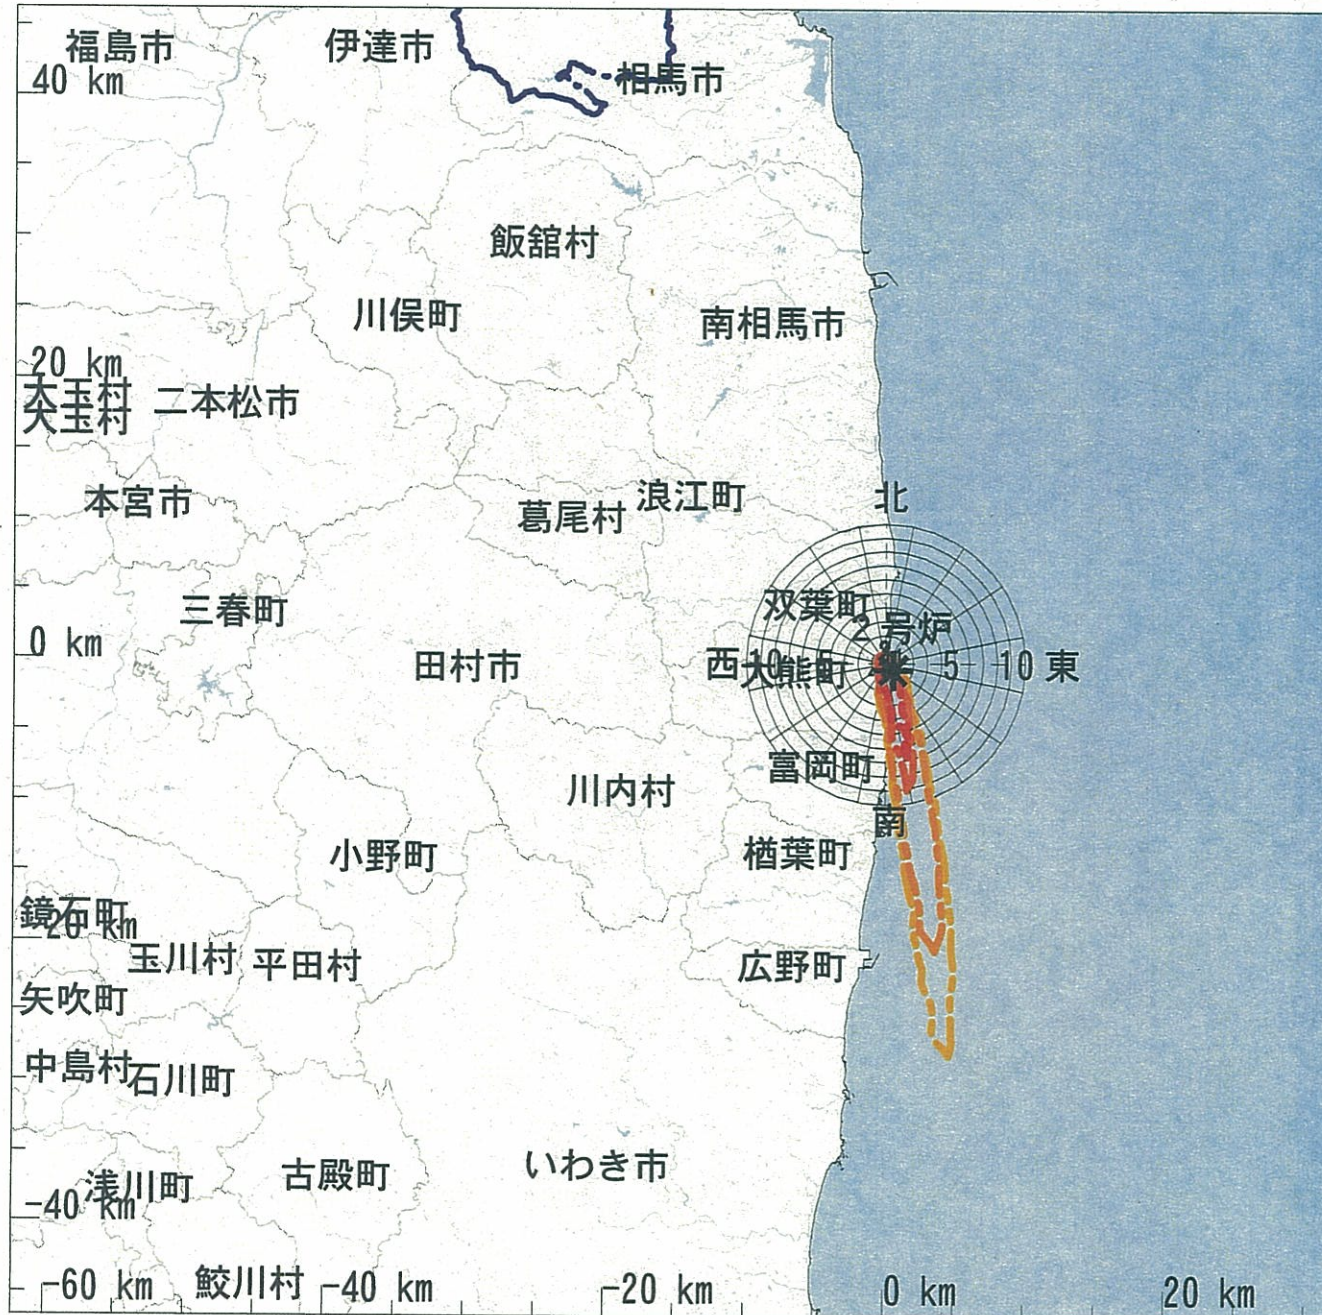 福島市
伊達市
40 km
相馬市
飯舘村
川俣町
南相馬市
20 km
大玉村
大玉村
二本松市
本宮市
葛尾村
浪江町
北
三春町
双葉町
2号炉
0 km
田村市
西
10
5
大熊町
5
10
東
川内村
富岡町
南
小野町
楢葉町
鏡石町
-20 km
玉川村
平田村
広野町
矢吹町
中島村
石川町
いわき市
浅川町
古殿町
-40 km
-60 km
鮫川村
-40 km
-20 km
0 km
20 km